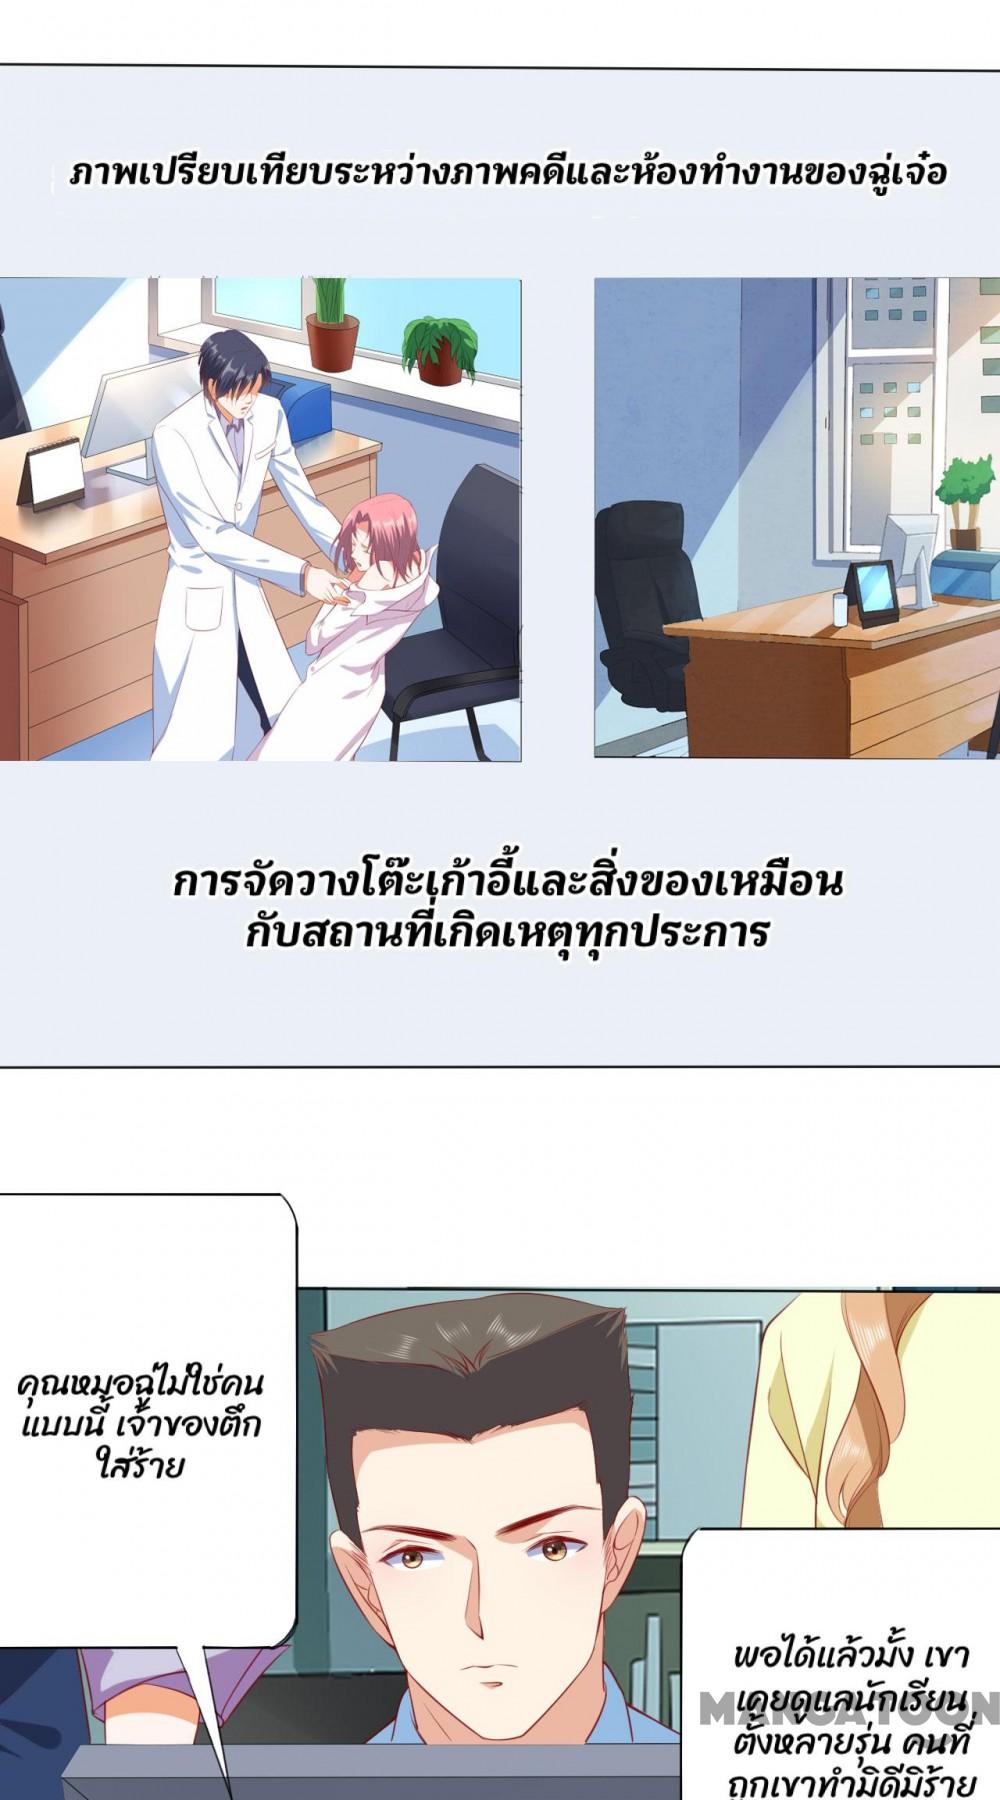 ภาพเปรียบเทียบระหว่างภาพคดีและห้องทำงานของฉู่เจ๋อ
การจัดวางโต๊ะเก้าอี้และสิ่งของเหมือน
กับสถานที่เกิดเหตุทุกประการ
คุณหมอฉู่ไม่ใช่คน
แบบนี้ เจ้าของตึก
ใส่ร้าย
พอได้แล้วมั้ง เขา
เคยดูแลนักเรียน
MANGATOON
ตั้งหลายรุ่น คนที่
ถูกเขาทำมิดีมิร้าย